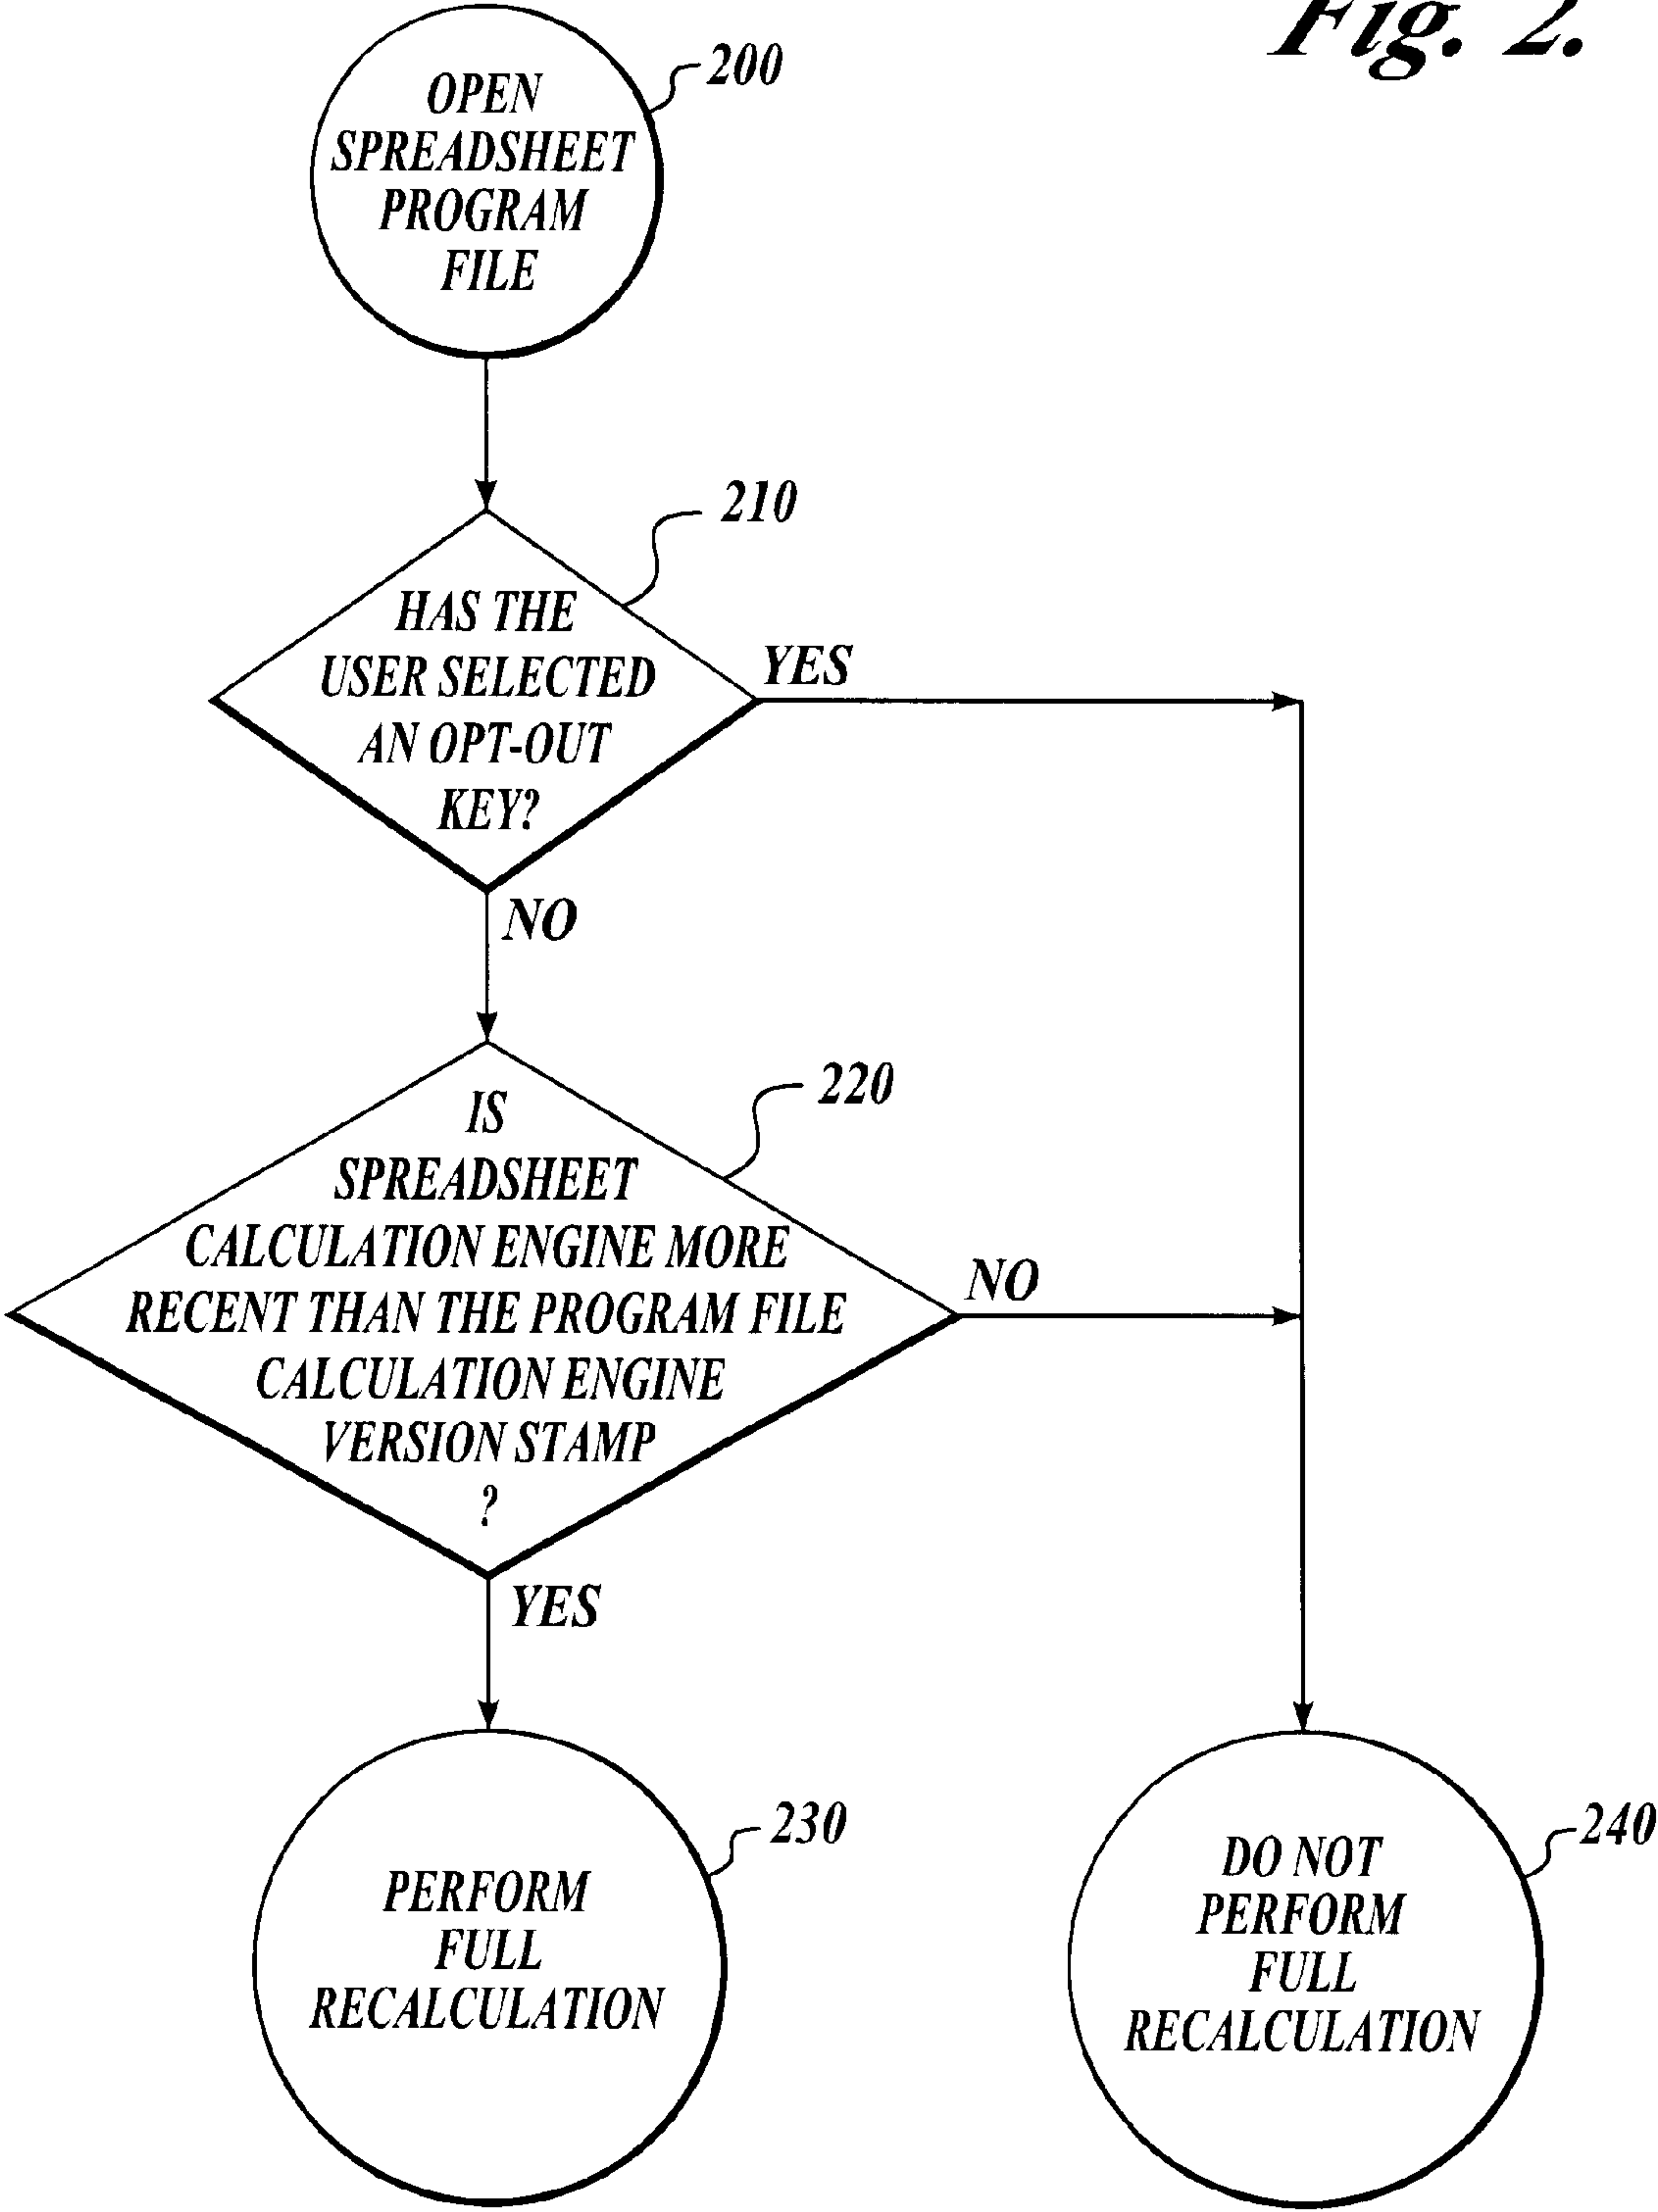 Fig. 2.
200
OPEN
SPREADSHEET
PROGRAM
FILE
210
HAS THE
USER SELECTED
AN OPT-OUT
KEY?
YES
NO
220
IS
SPREADSHEET
CALCULATION ENGINE MORE
RECENT THAN THE PROGRAM FILE
CALCULATION ENGINE
VERSION STAMP
?
NO
YES
230
PERFORM
FULL
RECALCULATION
240
DO NOT
PERFORM
FULL
RECALCULATION